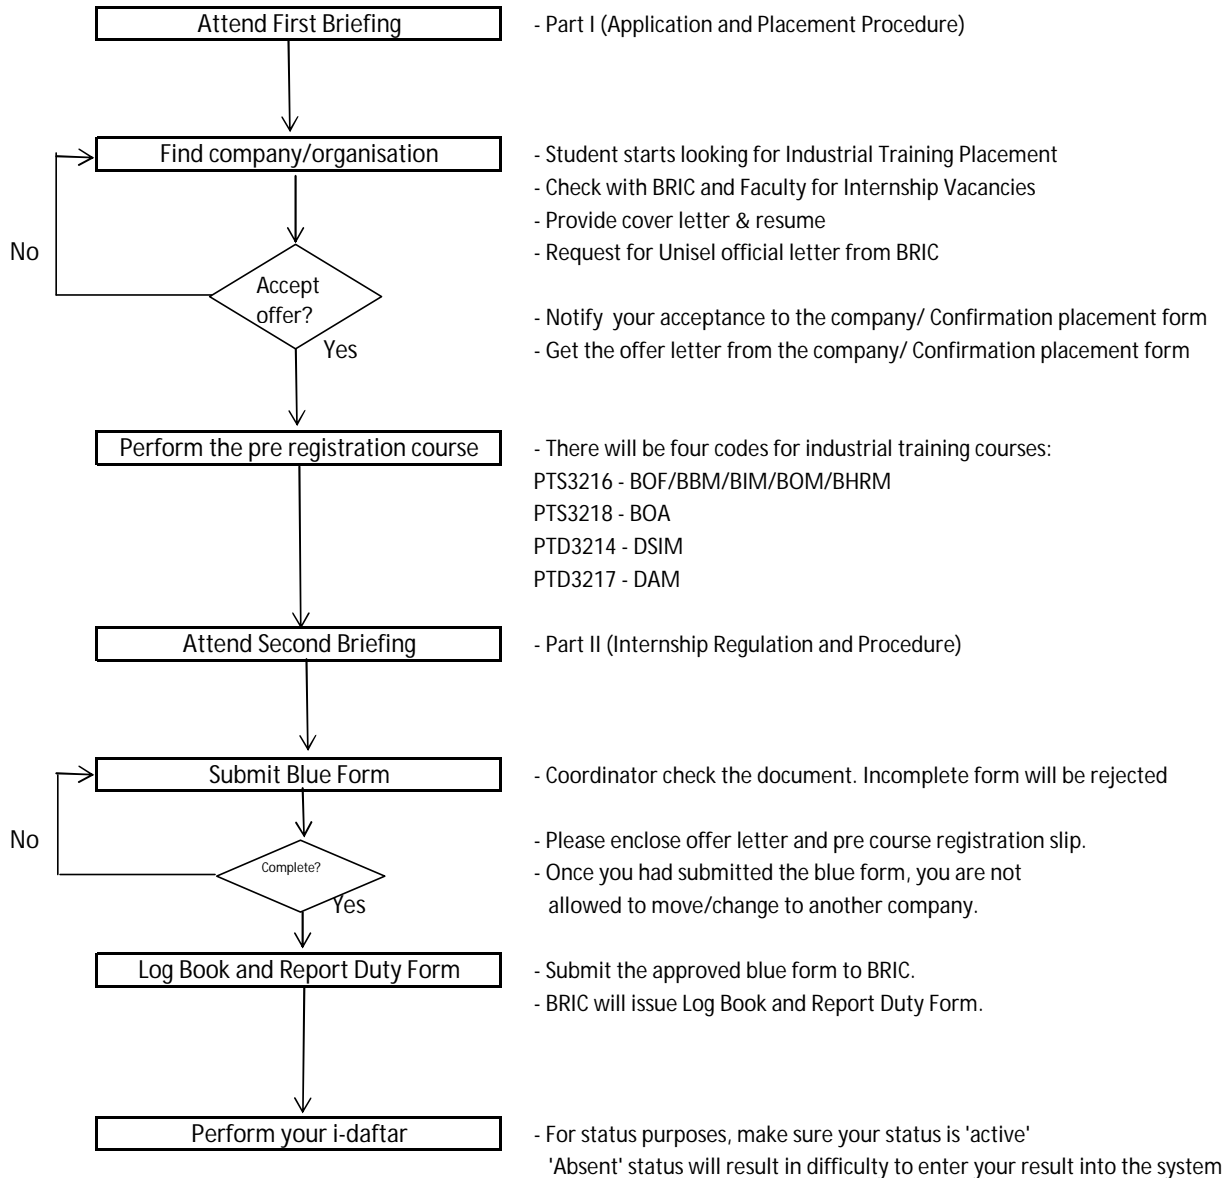 Attend First Briefing
- Part I (Application and Placement Procedure)
Find company/organisation
- Student starts looking for Industrial Training Placement
- Check with BRIC and Faculty for Internship Vacancies
- Provide cover letter & resume
- Request for Unisel official letter from BRIC
No
Accept
offer?
Yes
- Notify  your acceptance to the company/ Confirmation placement form
- Get the offer letter from the company/ Confirmation placement form
Perform the pre registration course
- There will be four codes for industrial training courses:
PTS3216 - BOF/BBM/BIM/BOM/BHRM
PTS3218 - BOA
PTD3214 - DSIM
PTD3217 - DAM
Attend Second Briefing
- Part II (Internship Regulation and Procedure)
Submit Blue Form
- Coordinator check the document. Incomplete form will be rejected
No
Complete?
Yes
- Please enclose offer letter and pre course registration slip.
- Once you had submitted the blue form, you are not
allowed to move/change to another company.
Log Book and Report Duty Form
- Submit the approved blue form to BRIC.
- BRIC will issue Log Book and Report Duty Form.
Perform your i-daftar
- For status purposes, make sure your status is 'active'
'Absent' status will result in difficulty to enter your result into the system